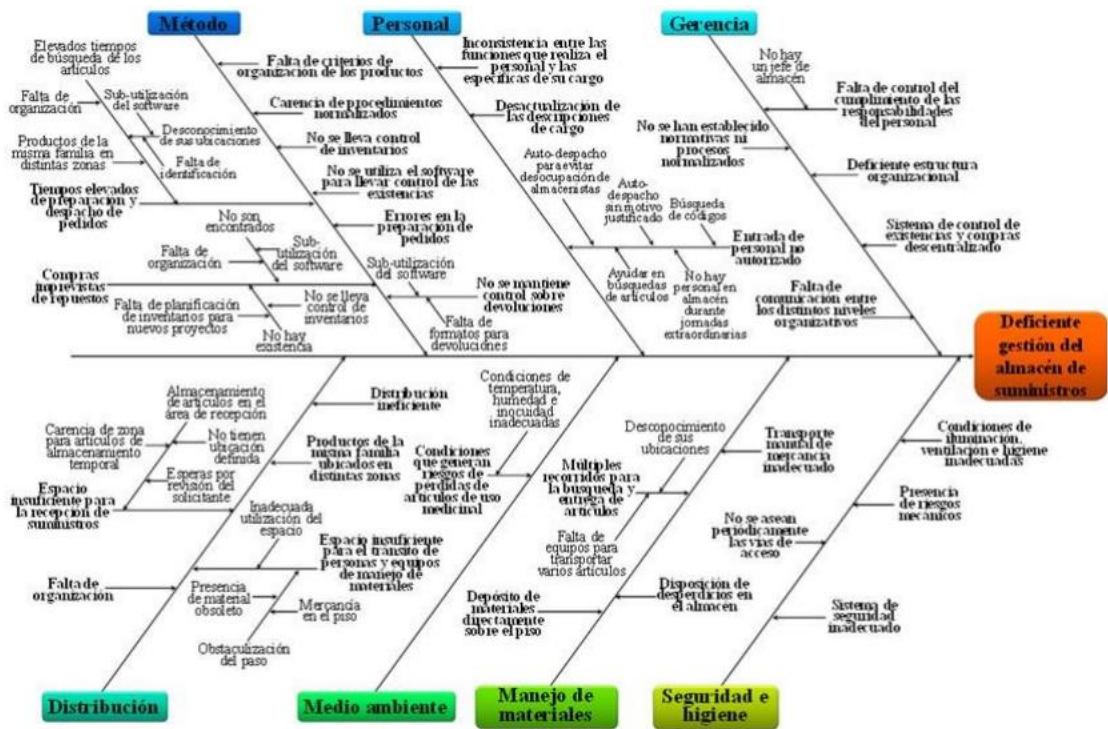 Método
Personal
Gerencia
Elevados tiempos
de búsqueda de los
artículos
Falta de
organización
Sub-utilización
del software
Productos de la
misma familia en
distintas zonas
Desconocimiento
de sus ubicaciones
Falta de
identificación
Tiempos elevados
de preparación y
despacho de
pedidos
Falta de criterios de
organización de los productos
Carencia de procedimientos
normalizados
No se lleva control
de inventarios
No se utiliza el software
para llevar control de las
existencias
Errores en la
preparación de
pedidos
No son
encontrados
Falta de
organización
Sub-
utilización
del software
Compras
imprevistas
de repuestos
Falta de planificación
de inventarios para
nuevos proyectos
No se lleva
control de
inventarios
No hay
existencia
Sub-utilización
del software
Falta de
formatos para
devoluciones
No se mantiene
control sobre
devoluciones
Inconsistencia entre las
funciones que realiza el
personal y las
específicas de su cargo
Desactualización de
las descripciones
de cargo
Auto-despacho
para evitar
desocupación de
almacenistas
Auto-
despacho
sin motivo
justificado
Búsqueda
de códigos
Entrada de
personal no
autorizado
Ayudar en
búsquedas
de artículos
No hay
personal en
almacén
durante
jornadas
extraordinarias
No hay
un jefe de
almacén
Falta de control del
cumplimiento de las
responsabilidades
del personal
No se han establecido
normativas ni
procesos
normalizados
Deficiente estructura
organizacional
Sistema de control de
existencias y compras
descentralizado
Falta de
comunicación entre
los distintos niveles
organizativos
Deficiente
gestión del
almacén de
suministros
Almacenamiento
de artículos en el
área de recepción
Carencia de zona
para artículos de
almacenamiento
temporal
No tienen
ubicación
definida
Esperas por
revisión del
solicitante
Espacio
insuficiente para
la recepción de
suministros
Distribución
ineficiente
Productos de la
misma familia
ubicados en
distintas zonas
Inadecuada
utilización del
espacio
Espacio insuficiente
para el tránsito de
personas y equipos
de manejo de
materiales
Falta de
organización
Presencia
de material
obsoleto
Mercancía
en el piso
Obstaculización
del paso
Condiciones de
temperatura,
humedad e
inocuidad
inadecuadas
Condiciones
que generan
riesgos de
pérdidas de
artículos de uso
medicinal
Desconocimiento
de sus
ubicaciones
Múltiples
recorridos para
la búsqueda y
entrega de
artículos
Falta de
equipos para
transportar
varios artículos
Transporte
manual de
mercancía
inadecuado
Disposición de
desperdicios en
el almacén
Depósito de
materiales
directamente
sobre el piso
Condiciones de
iluminación,
ventilación e higiene
inadecuadas
Presencia
de riesgos
mecánicos
No se asean
periódicamente
las vías de
acceso
Sistema de
seguridad
inadecuado
Distribución
Medio ambiente
Manejo de
materiales
Seguridad e
higiene